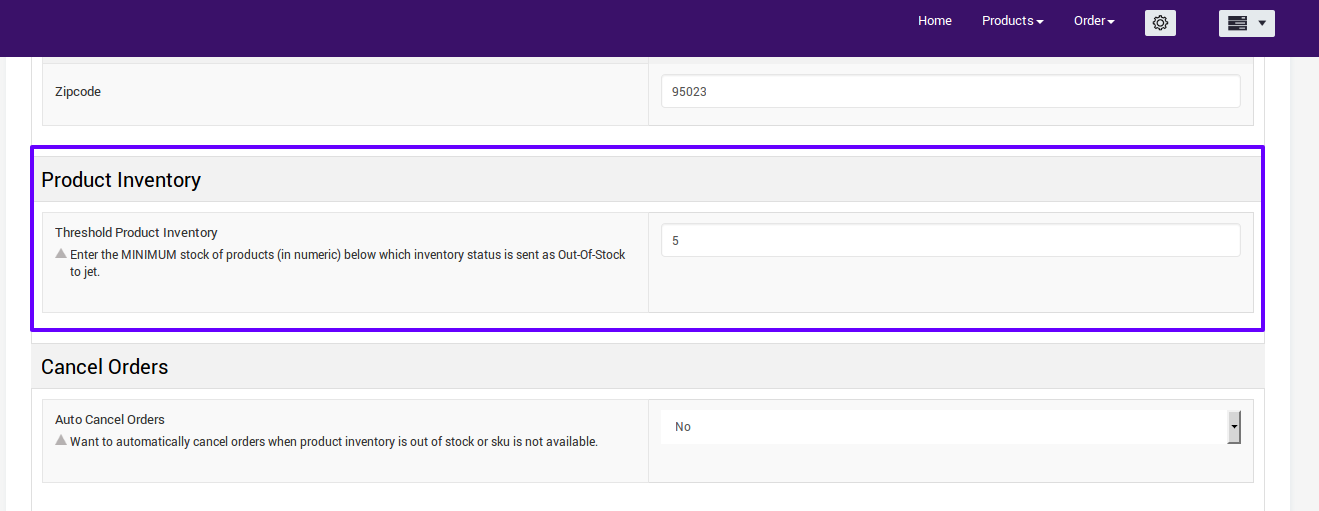 Home Products Order
Zipcode 95023
Product Inventory
Threshold Product Inventory 5
Enter the MINIMUM stock of products (in numeric) below which inventory status is sent as Out-Of-Stock
to jet.
Cancel Orders
Auto Cancel Orders No
Want to automatically cancel orders when product inventory is out of stock or sku is not available.